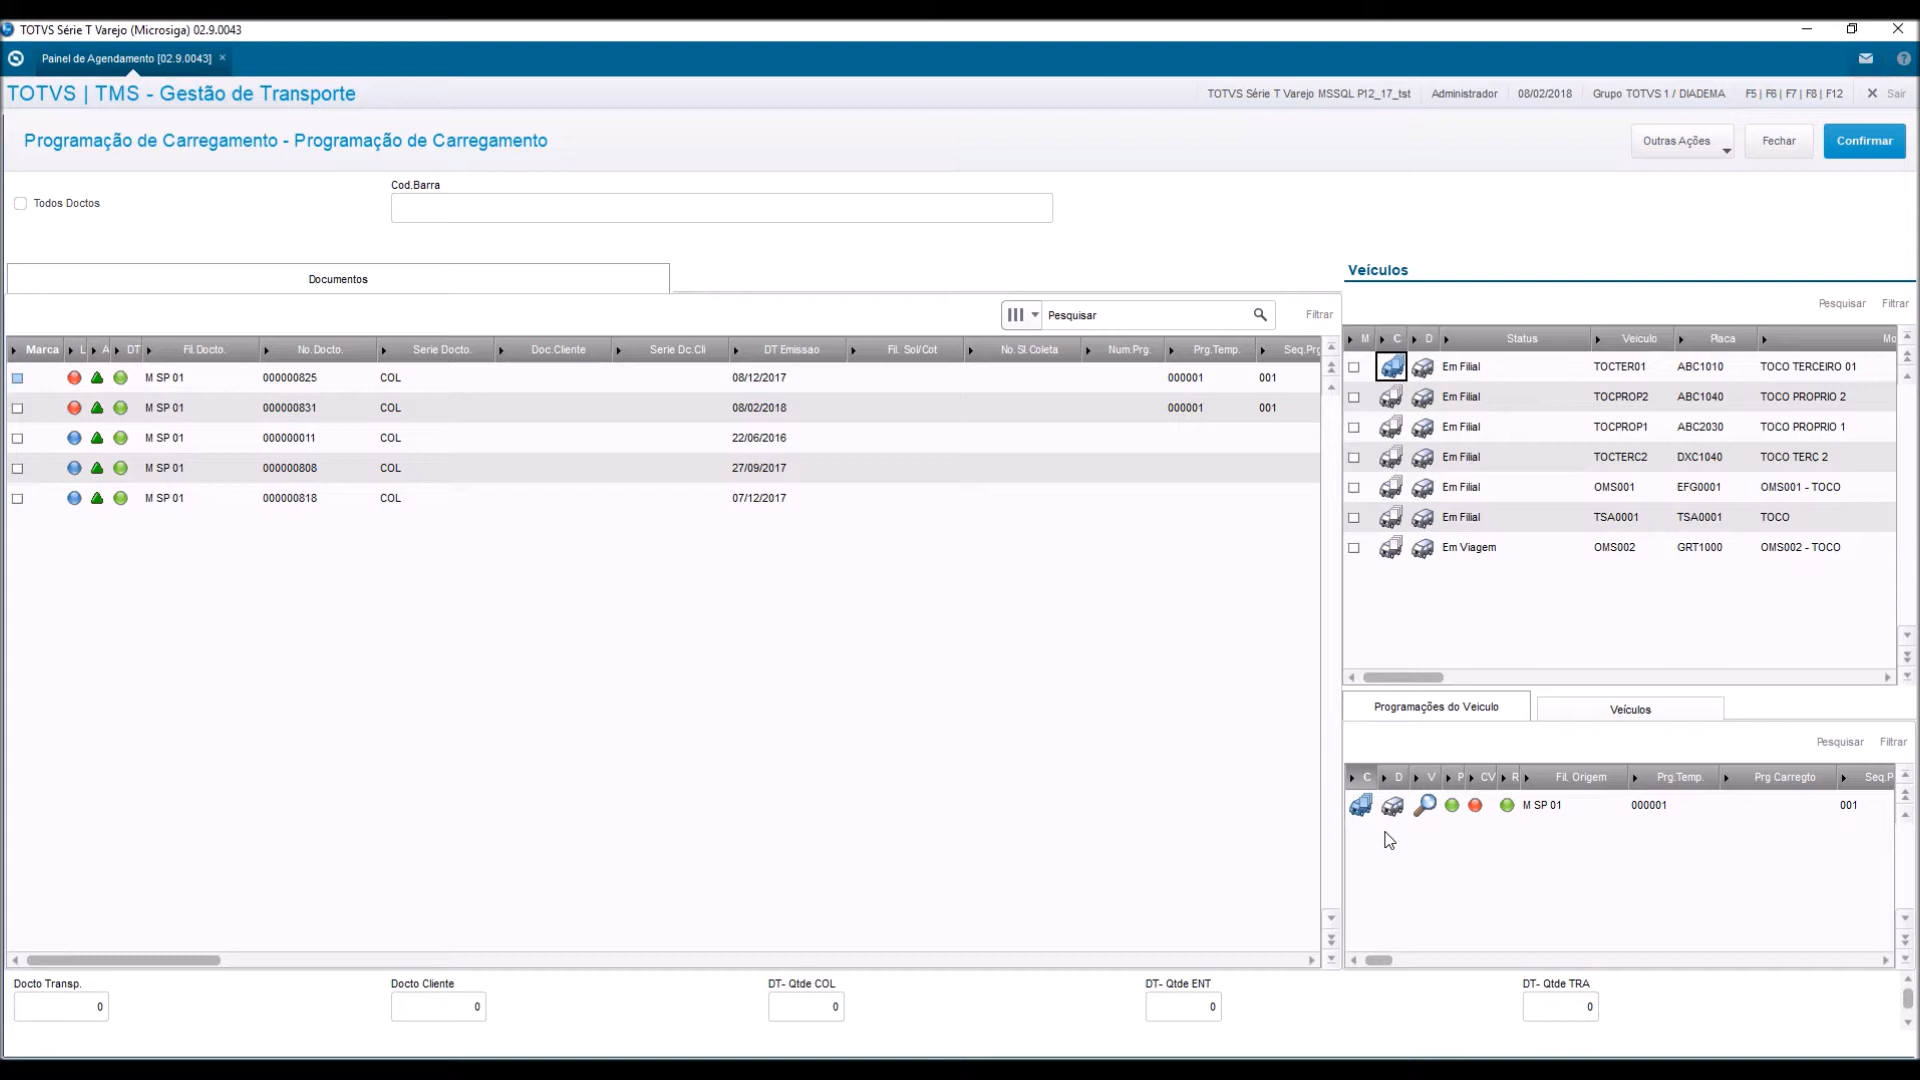 TOTVS Série T Varejo (Microsiga) 02.9.0043
Painel de Agendamento [02.9.0043] ×
TOTVS | TMS - Gestão de Transporte
TOTVS Série T Varejo MSSQL P12_17_tst Administrador 08/02/2018 Grupo TOTVS 1 / DIADEMA F5 | F6 | F7 | F8 | F12 Sair
Programação de Carregamento - Programação de Carregamento
Outras Ações Fechar Confirmar
Cod.Barra
Todos Doctos
Documentos
Pesquisar Filtrar
Marca L A DT Fil.Docto. No.Docto. Serie Docto. Doc.Cliente Serie Dc.Cli DT Emissao Fil. Sol/Cot No.Sl.Coleta Num.Prg. Prg.Temp. Seq.Prg
M SP 01 000000825 COL 08/12/2017 000001 001
M SP 01 000000831 COL 08/02/2018 000001 001
M SP 01 000000011 COL 22/06/2016
M SP 01 000000808 COL 27/09/2017
M SP 01 000000818 COL 07/12/2017
Veículos
Pesquisar Filtrar
M C D Status Veiculo Placa Mo
Em Filial TOCTER01 ABC1010 TOCO TERCEIRO 01
Em Filial TOCPROP2 ABC1040 TOCO PROPRIO 2
Em Filial TOCPROP1 ABC2030 TOCO PROPRIO 1
Em Filial TOCTERC2 DXC1040 TOCO TERC 2
Em Filial OMS001 EFG0001 OMS001 - TOCO
Em Filial TSA0001 TSA0001 TOCO
Em Viagem OMS002 GRT1000 OMS002 - TOCO
Programações do Veiculo Veículos
Pesquisar Filtrar
C D V P CV R Fil. Origem Prg.Temp. Prg Carregto Seq.P
M SP 01 000001 001
Docto Transp. Docto Cliente DT- Qtde COL DT- Qtde ENT DT- Qtde TRA
0 0 0 0 0